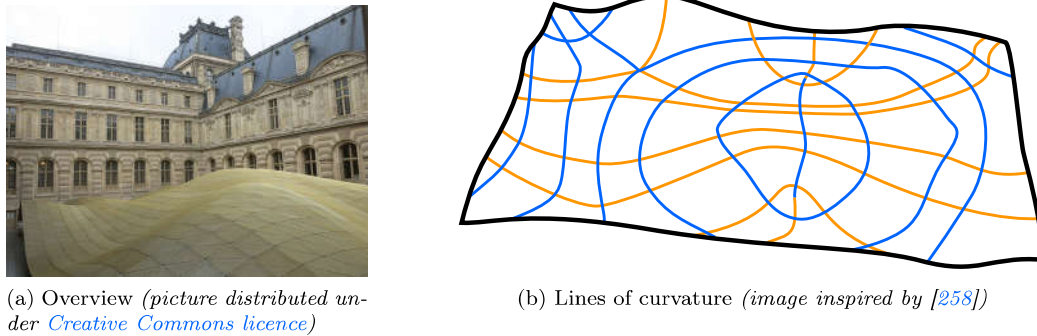 (a) Overview (picture distributed un-
der Creative Commons licence)
(b) Lines of curvature (image inspired by [258])